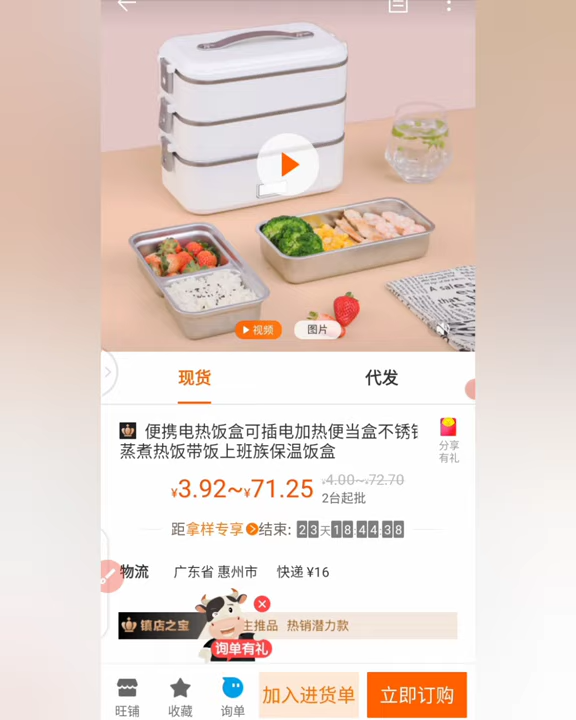 视频
图片
现货
代发
便携电热饭盒可插电加热便当盒不锈钢
蒸煮热饭带饭上班族保温饭盒
分享
有礼
¥3.92~¥71.25
¥4.00~¥72.70
2台起批
距拿样专享结束: 23天18:44:38
物流
广东省 惠州市
快递 ¥16
镇店之宝
主推品
热销潜力款
询单有礼
旺铺
收藏
询单
加入进货单
立即订购